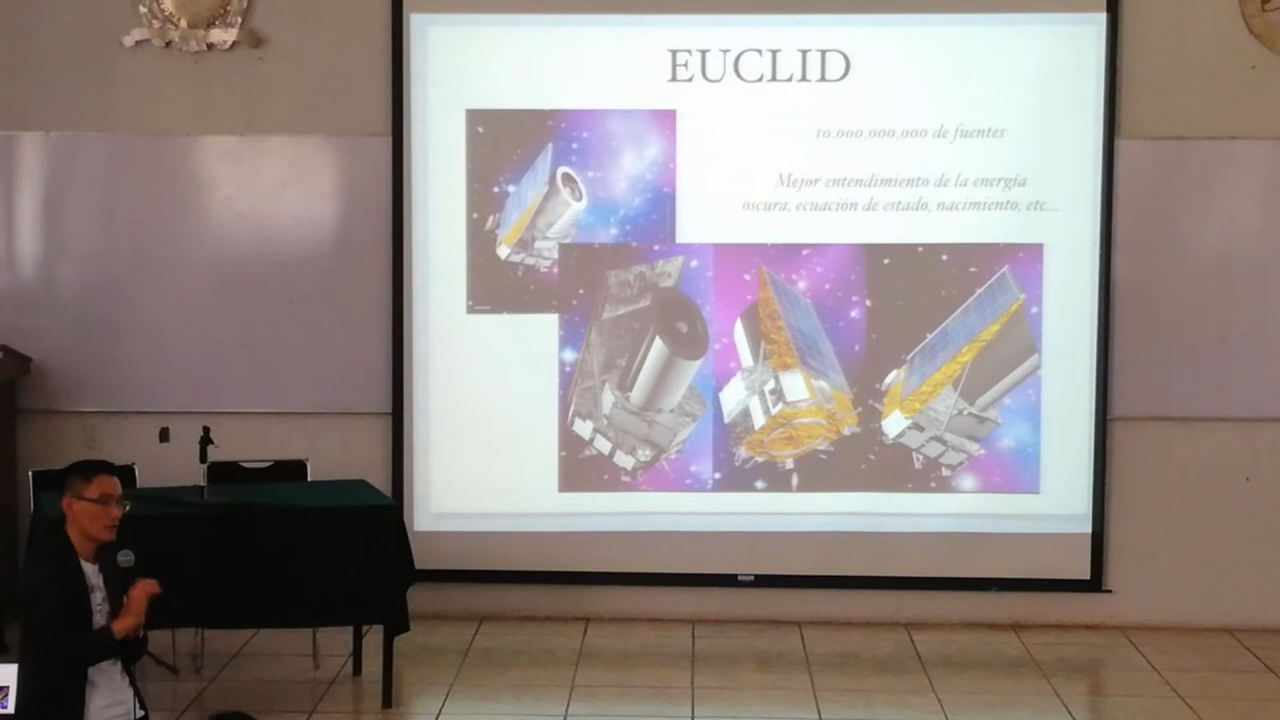 EUCLID
10.000,000,000 de fuentes
Mejor entendimiento de la energía
oscura, ecuación de estado, nacimiento, etc...